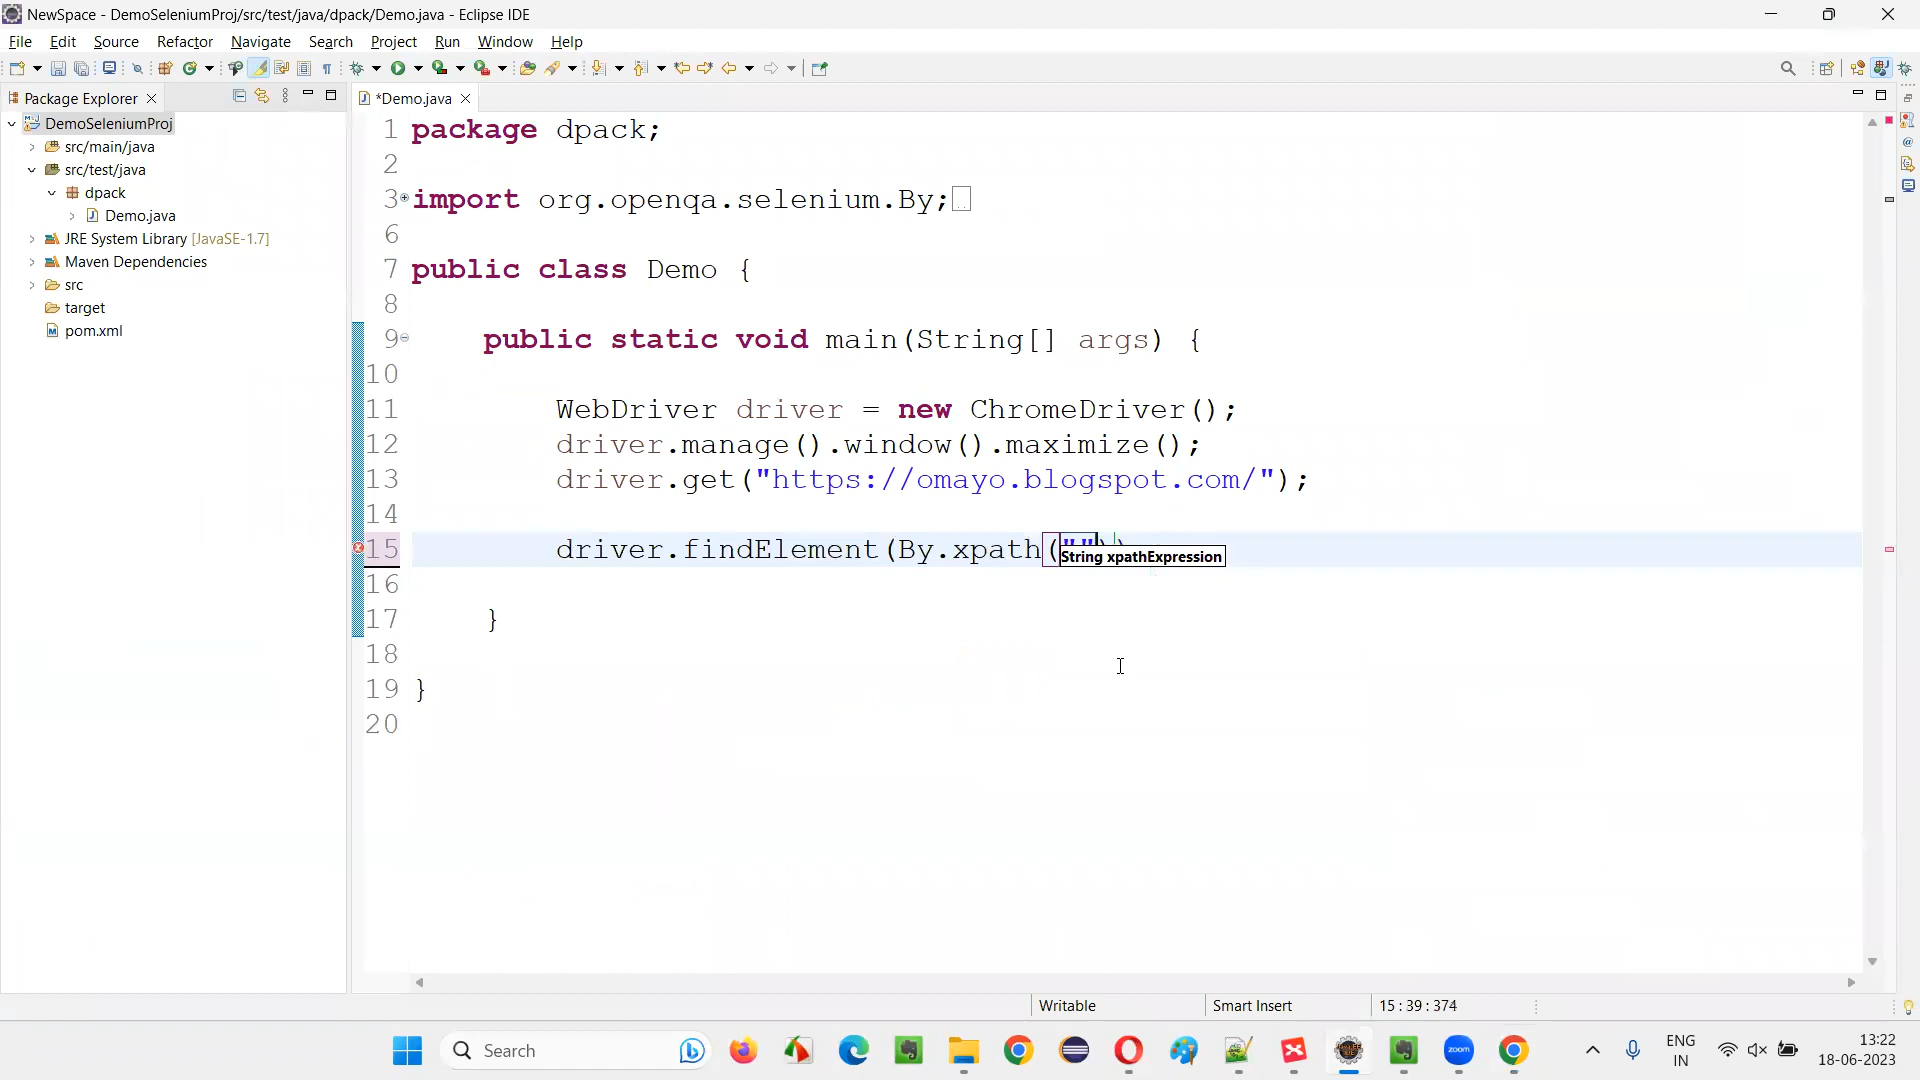 NewSpace - DemoSeleniumProj/src/test/java/dpack/Demo.java - Eclipse IDE
File Edit Source Refactor Navigate Search Project Run Window Help
Package Explorer
*Demo.java
DemoSeleniumProj
src/main/java
src/test/java
dpack
Demo.java
JRE System Library [JavaSE-1.7]
Maven Dependencies
src
target
pom.xml
1 package dpack;
2
3 import org.openqa.selenium.By;
6
7 public class Demo {
8
9 public static void main(String[] args) {
10
11 WebDriver driver = new ChromeDriver();
12 driver.manage().window().maximize();
13 driver.get("https://omayo.blogspot.com/");
14
15 driver.findElement(By.xpath(""))
String xpathExpression
16
17 }
18
19 }
20
Writable Smart Insert 15 : 39 : 374
Search
zoom
ENG
IN
13:22
18-06-2023